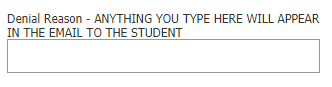 Denial Reason - ANYTHING YOU TYPE HERE WILL APPEAR
IN THE EMAIL TO THE STUDENT